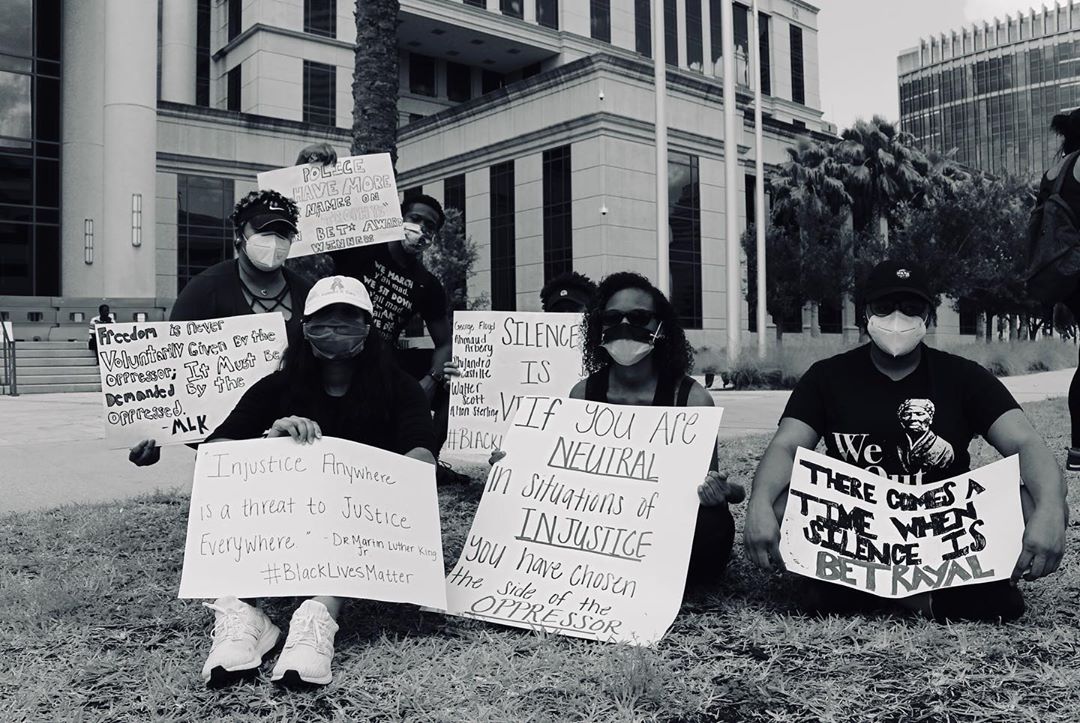 POLICE
HAVE MORE
NAMES ON
BET* AWARD
WINNERS
WE MARCH
y'all mad
WE SIT DOWN
y'all mad
Freedom is Never
Voluntarily Given By the
oppressor; It Must Be
Demanded By the
oppressed.
-MLK
George Floyd
Ahmaud
Arbery
Philandro
Castille
Walter
Scott
Alton Sterling
SILENCE
IS
VI
#BLACK
"Injustice Anywhere
is a threat to Justice
Everywhere." - Dr Martin Luther King
Jr
#BlackLivesMatter
If you ARE
NEUTRAL
in situations of
INJUSTICE
you have chosen
the side of the
OPPRESSOR
We
Out
THERE COMES A
TIME WHEN
SILENCE IS
BETRAYAL